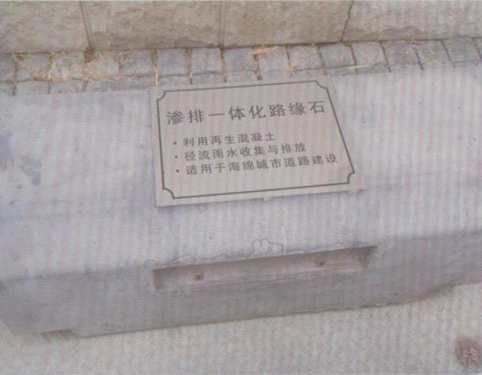 渗排一体化路缘石
• 利用再生混凝土
• 径流雨水收集与排放
• 适用于海绵城市道路建设